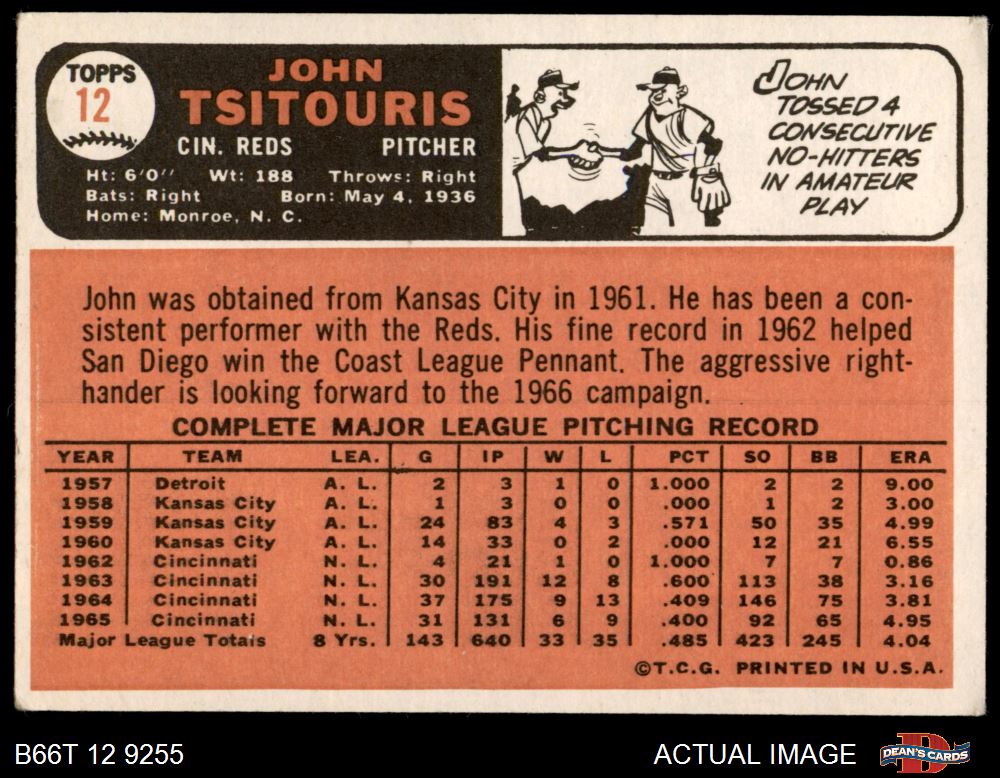 TOPPS
12
JOHN
TSITOURIS
CIN. REDS PITCHER
Ht: 6'0" Wt: 188 Throws: Right
Bats: Right Born: May 4, 1936
Home: Monroe, N. C.
JOHN
TOSSED 4
CONSECUTIVE
NO-HITTERS
IN AMATEUR
PLAY
John was obtained from Kansas City in 1961. He has been a con-
sistent performer with the Reds. His fine record in 1962 helped
San Diego win the Coast League Pennant. The aggressive right-
hander is looking forward to the 1966 campaign.
COMPLETE MAJOR LEAGUE PITCHING RECORD
YEAR TEAM LEA. G IP W L PCT SO BB ERA
1957 Detroit A. L. 2 3 1 0 1.000 2 2 9.00
1958 Kansas City A. L. 1 3 0 0 .000 1 2 3.00
1959 Kansas City A. L. 24 83 4 3 .571 50 35 4.99
1960 Kansas City A. L. 14 33 0 2 .000 12 21 6.55
1962 Cincinnati N. L. 4 21 1 0 1.000 7 7 0.86
1963 Cincinnati N. L. 30 191 12 8 .600 113 38 3.16
1964 Cincinnati N. L. 37 175 9 13 .409 146 75 3.81
1965 Cincinnati N. L. 31 131 6 9 .400 92 65 4.95
Major League Totals 8 Yrs. 143 640 33 35 .485 423 245 4.04
©T.C.G. PRINTED IN U.S.A.
B66T 12 9255 ACTUAL IMAGE DEAN'S CARDS